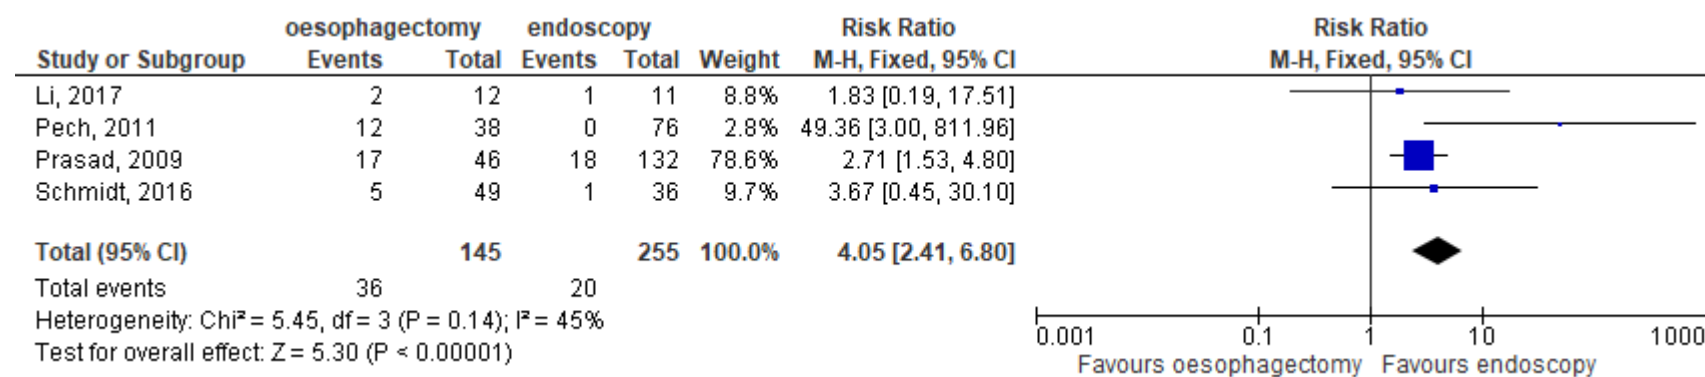 oesophagectomy endoscopy Risk Ratio Risk Ratio
Study or Subgroup Events Total Events Total Weight M-H, Fixed, 95% CI M-H, Fixed, 95% CI
Li, 2017 2 12 1 11 8.8% 1.83 [0.19, 17.51]
Pech, 2011 12 38 0 76 2.8% 49.36 [3.00, 811.96]
Prasad, 2009 17 46 18 132 78.6% 2.71 [1.53, 4.80]
Schmidt, 2016 5 49 1 36 9.7% 3.67 [0.45, 30.10]
Total (95% CI) 145 255 100.0% 4.05 [2.41, 6.80]
Total events 36 20
Heterogeneity: Chi² = 5.45, df = 3 (P = 0.14); I² = 45%
Test for overall effect: Z = 5.30 (P < 0.00001)
0.001 0.1 1 10 1000
Favours oesophagectomy Favours endoscopy